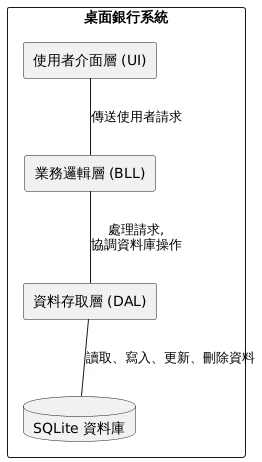 桌面銀行系統
使用者介面層 (UI)
傳送使用者請求
業務邏輯層 (BLL)
處理請求,
協調資料庫操作
資料存取層 (DAL)
讀取、寫入、更新、刪除資料
SQLite 資料庫